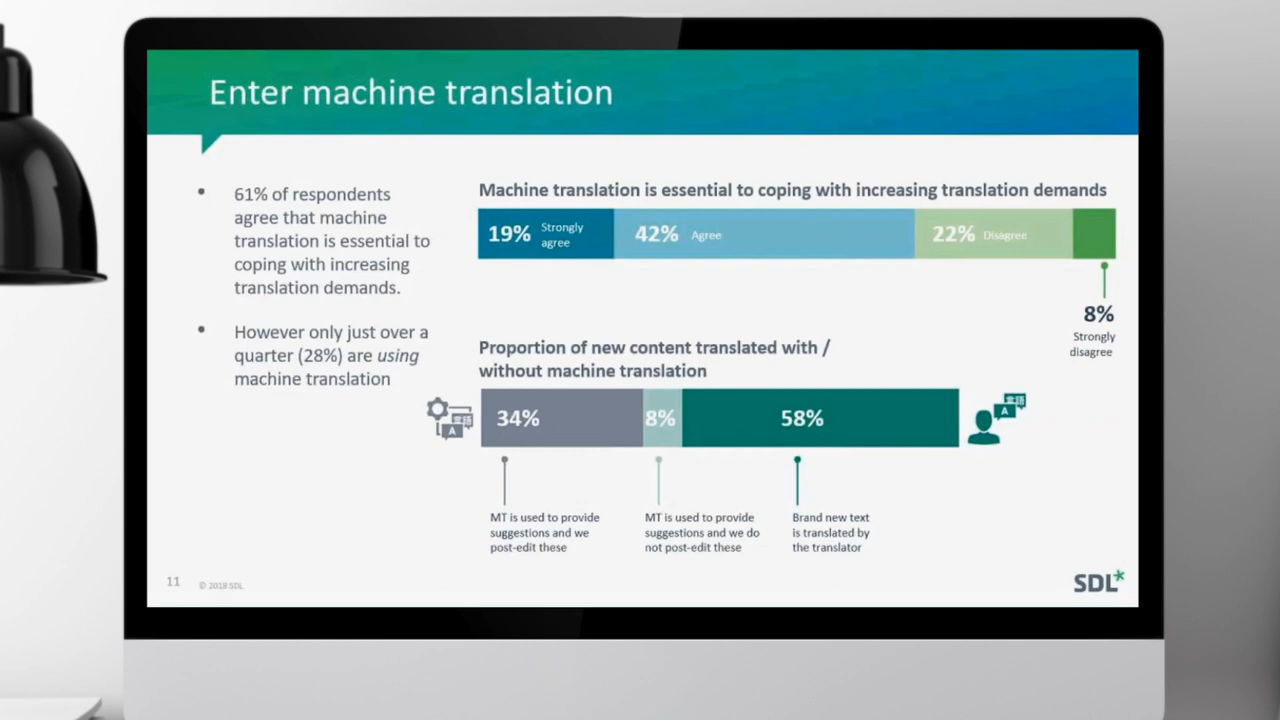 Enter machine translation
• 61% of respondents
agree that machine
translation is essential to
coping with increasing
translation demands.
• However only just over a
quarter (28%) are using
machine translation
Machine translation is essential to coping with increasing translation demands
19% Strongly
agree
42% Agree
22% Disagree
8%
Strongly
disagree
Proportion of new content translated with /
without machine translation
34%
8%
58%
MT is used to provide
suggestions and we
post-edit these
MT is used to provide
suggestions and we do
not post-edit these
Brand new text
is translated by
the translator
11
© 2018 SDL
SDL*